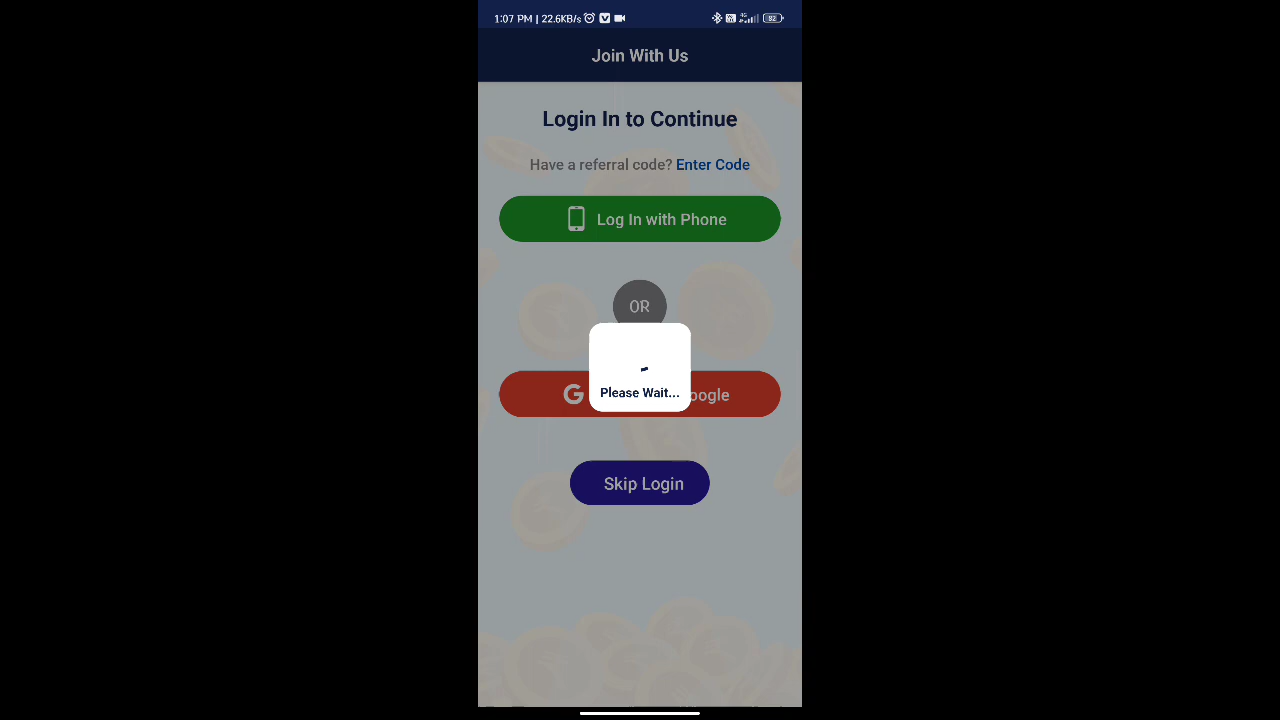 1:07 PM | 22.6KB/s
82
Join With Us
Login In to Continue
Have a referral code? Enter Code
Log In with Phone
OR
Please Wait...
G oogle
Skip Login